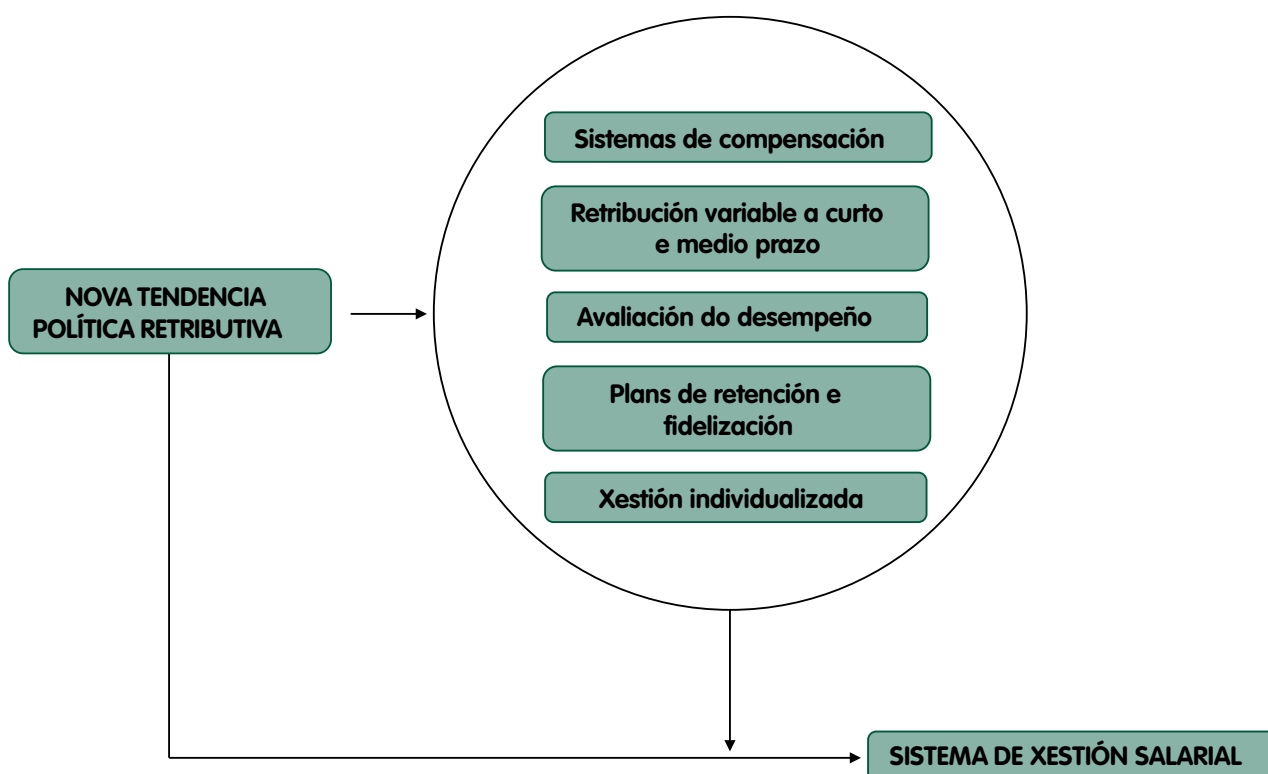 Sistemas de compensación
Retribución variable a curto
e medio prazo
NOVA TENDENCIA
POLÍTICA RETRIBUTIVA
Avaliación do desempeño
Plans de retención e
fidelización
Xestión individualizada
SISTEMA DE XESTIÓN SALARIAL